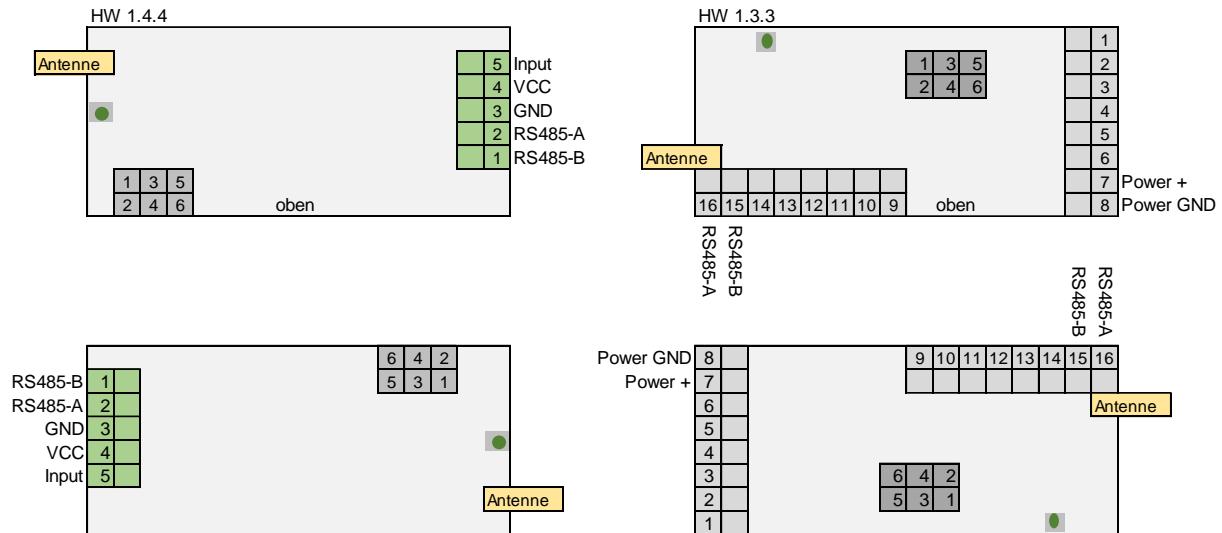 HW 1.4.4
Antenne
5 Input
4 VCC
3 GND
2 RS485-A
1 RS485-B
1 3 5
2 4 6
oben
HW 1.3.3
1
2
3
4
5
6
7 Power +
8 Power GND
1 3 5
2 4 6
Antenne
16 15 14 13 12 11 10 9
oben
RS485-A
RS485-B
6 4 2
5 3 1
RS485-B 1
RS485-A 2
GND 3
VCC 4
Input 5
Antenne
RS485-B
RS485-A
Power GND 8
Power + 7
6
5
4
3
2
1
9 10 11 12 13 14 15 16
Antenne
6 4 2
5 3 1